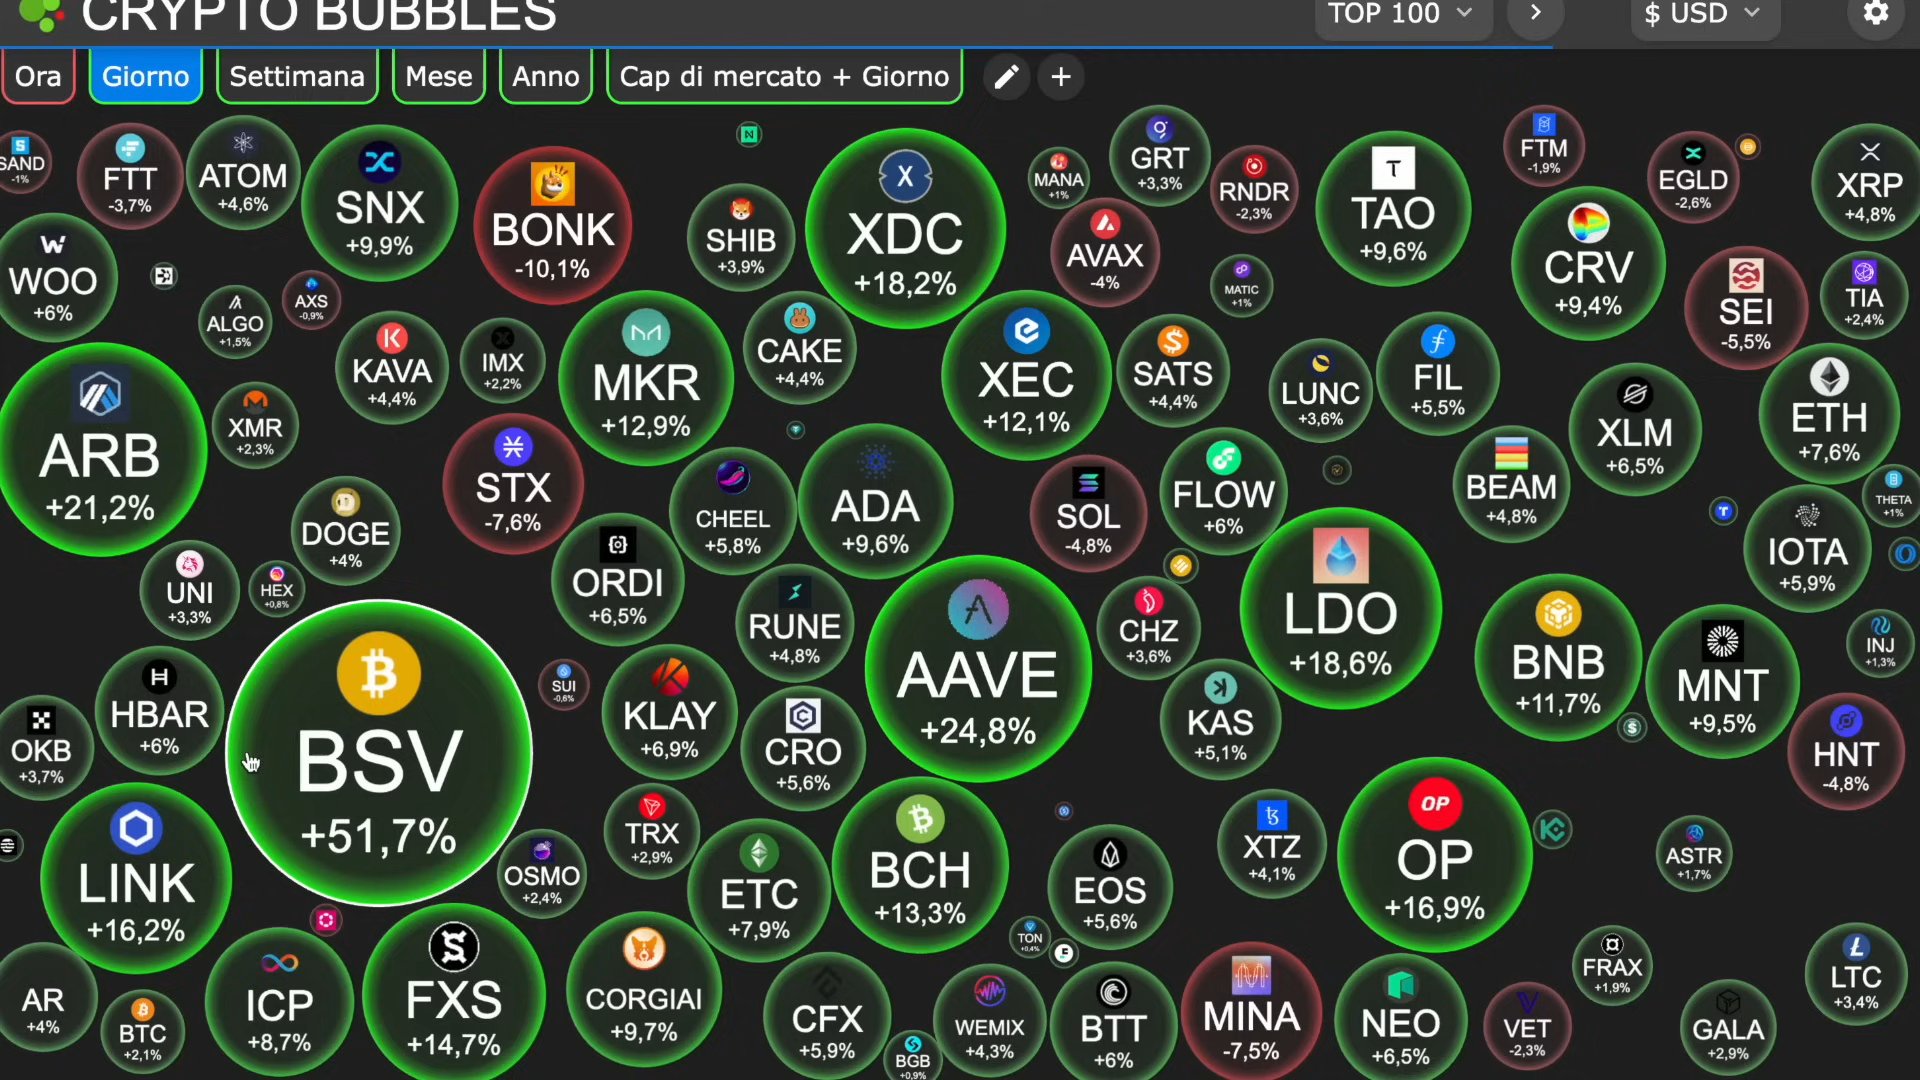 CRYPTO BUBBLES
TOP 100
$ USD
Ora
Giorno
Settimana
Mese
Anno
Cap di mercato + Giorno
SAND
-1%
FTT
-3,7%
ATOM
+4,6%
SNX
+9,9%
BONK
-10,1%
SHIB
+3,9%
XDC
+18,2%
MANA
+1%
GRT
+3,3%
RNDR
-2,3%
TAO
+9,6%
FTM
-1,9%
EGLD
-2,6%
XRP
+4,8%
WOO
+6%
ALGO
+1,5%
AXS
-0,9%
AVAX
-4%
MATIC
+1%
CRV
+9,4%
SEI
-5,5%
TIA
+2,4%
KAVA
+4,4%
IMX
+2,2%
MKR
+12,9%
CAKE
+4,4%
XEC
+12,1%
SATS
+4,4%
LUNC
+3,6%
FIL
+5,5%
ARB
+21,2%
XMR
+2,3%
XLM
+6,5%
ETH
+7,6%
STX
-7,6%
CHEEL
+5,8%
ADA
+9,6%
SOL
-4,8%
FLOW
+6%
BEAM
+4,8%
THETA
+1%
DOGE
+4%
UNI
+3,3%
HEX
+0,8%
ORDI
+6,5%
RUNE
+4,8%
AAVE
+24,8%
CHZ
+3,6%
LDO
+18,6%
IOTA
+5,9%
BNB
+11,7%
MNT
+9,5%
INJ
+1,3%
HBAR
+6%
OKB
+3,7%
BSV
+51,7%
SUI
-0,6%
KLAY
+6,9%
CRO
+5,6%
KAS
+5,1%
HNT
-4,8%
LINK
+16,2%
OSMO
+2,4%
TRX
+2,9%
ETC
+7,9%
BCH
+13,3%
EOS
+5,6%
XTZ
+4,1%
OP
OP
+16,9%
ASTR
+1,7%
AR
+4%
BTC
+2,1%
ICP
+8,7%
FXS
+14,7%
CORGIAI
+9,7%
CFX
+5,9%
BGB
+0,9%
WEMIX
+4,3%
TON
+0,4%
BTT
+6%
MINA
-7,5%
NEO
+6,5%
VET
-2,3%
FRAX
+1,9%
GALA
+2,9%
LTC
+3,4%